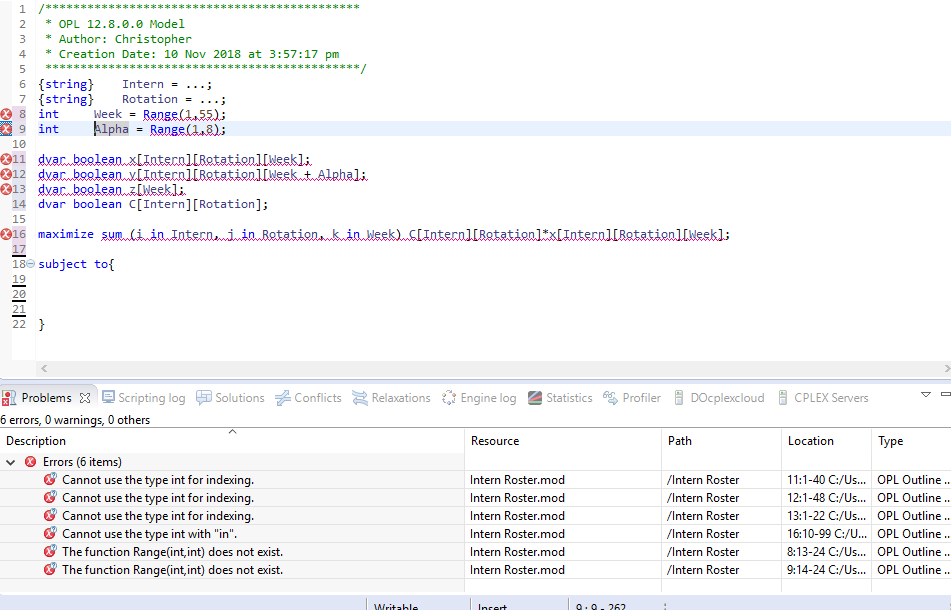 1 /*********************************************
2 * OPL 12.8.0.0 Model
3 * Author: Christopher
4 * Creation Date: 10 Nov 2018 at 3:57:17 pm
5 *********************************************/
6 {string} Intern = ...;
7 {string} Rotation = ...;
8 int Week = Range(1,55);
9 int Alpha = Range(1,8);
10
11 dvar boolean x[Intern][Rotation][Week];
12 dvar boolean y[Intern][Rotation][Week + Alpha];
13 dvar boolean z[Week];
14 dvar boolean C[Intern][Rotation];
15
16 maximize sum (i in Intern, j in Rotation, k in Week) C[Intern][Rotation]*x[Intern][Rotation][Week];
17
18 subject to{
19
20
21
22 }
Problems Scripting log Solutions Conflicts Relaxations Engine log Statistics Profiler DOcplexcloud CPLEX Servers
6 errors, 0 warnings, 0 others
Description Resource Path Location Type
Errors (6 items)
Cannot use the type int for indexing. Intern Roster.mod /Intern Roster 11:1-40 C:/Us... OPL Outline ...
Cannot use the type int for indexing. Intern Roster.mod /Intern Roster 12:1-48 C:/Us... OPL Outline ...
Cannot use the type int for indexing. Intern Roster.mod /Intern Roster 13:1-22 C:/Us... OPL Outline ...
Cannot use the type int with "in". Intern Roster.mod /Intern Roster 16:10-99 C:/U... OPL Outline ...
The function Range(int,int) does not exist. Intern Roster.mod /Intern Roster 8:13-24 C:/Us... OPL Outline ...
The function Range(int,int) does not exist. Intern Roster.mod /Intern Roster 9:14-24 C:/Us... OPL Outline ...
Writable Insert 9 : 9 - 262